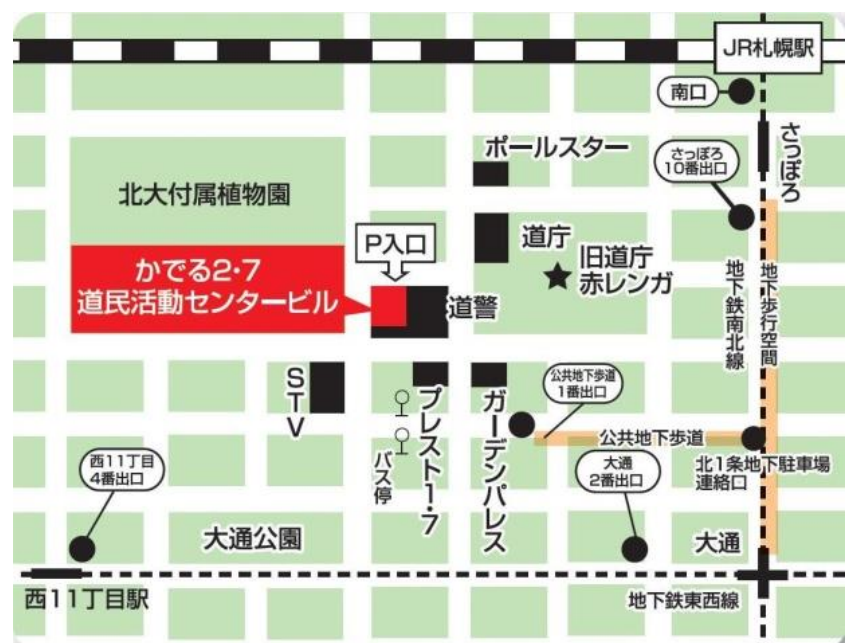 JR札幌駅
南口
さっぽろ
ポールスター
さっぽろ
10番出口
北大付属植物園
P入口
道庁
旧道庁
赤レンガ
かでる2・7
道民活動センタービル
道警
地下鉄南北線
地下歩行空間
STV
バス停
プレスト1・7
ガーデンパレス
公共地下歩道
1番出口
公共地下歩道
北1条地下駐車場
連絡口
西11丁目
4番出口
大通
2番出口
大通公園
大通
西11丁目駅
地下鉄東西線